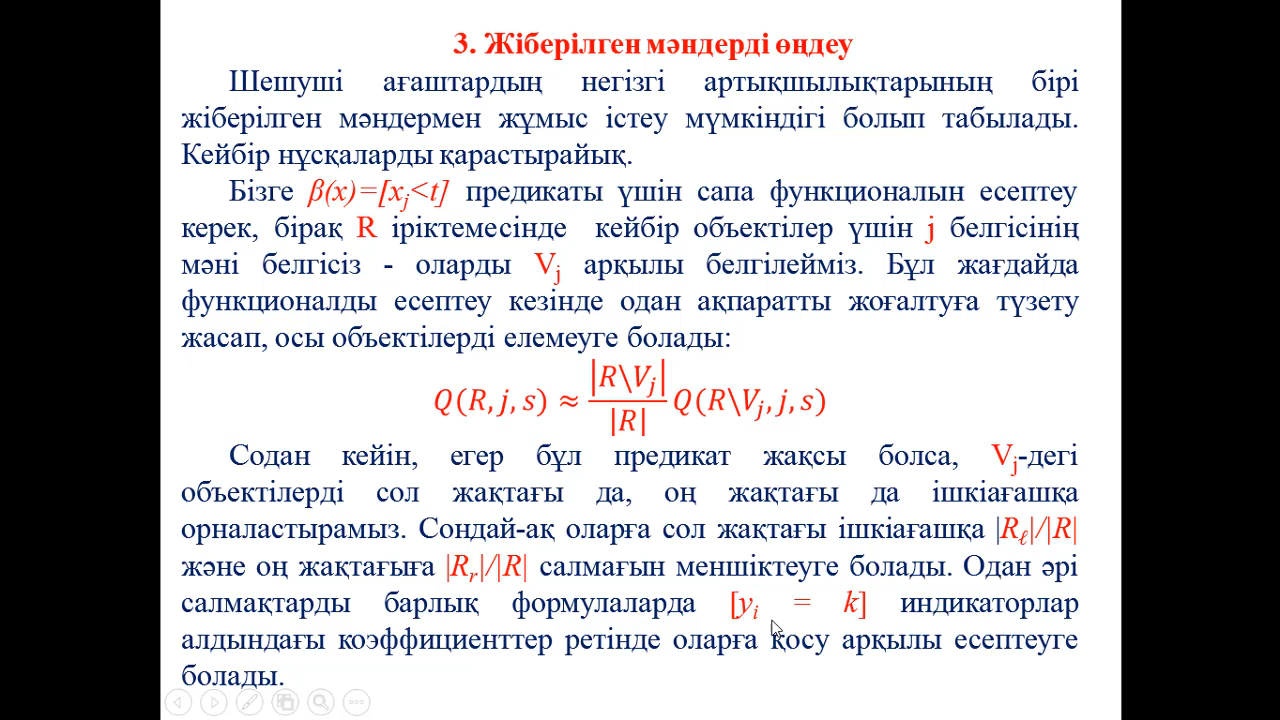 3. Жіберілген мәндерді өңдеу
Шешуші ағаштардың негізгі артықшылықтарының бірі
жіберілген мәндермен жұмыс істеу мүмкіндігі болып табылады.
Кейбір нұсқаларды қарастырайық.
Бізге β(x)=[xⱼ<t] предикаты үшін сапа функционалын есептеу
керек, бірақ R іріктемесінде кейбір объектілер үшін j белгісінің
мәні белгісіз - оларды Vⱼ арқылы белгілейміз. Бұл жағдайда
функционалды есептеу кезінде одан ақпаратты жоғалтуға түзету
жасап, осы объектілерді елемеуге болады:
Q(R, j, s) ≈ |R\Vⱼ|/|R| Q(R\Vⱼ, j, s)
Содан кейін, егер бұл предикат жақсы болса, Vⱼ-дегі
объектілерді сол жақтағы да, оң жақтағы да ішкіағашқа
орналастырамыз. Сондай-ақ оларға сол жақтағы ішкіағашқа |Rℓ|/|R|
және оң жақтағыға |Rᵣ|/|R| салмағын меншіктеуге болады. Одан әрі
салмақтарды барлық формулаларда [yᵢ = k] индикаторлар
алдындағы коэффициенттер ретінде оларға қосу арқылы есептеуге
болады.